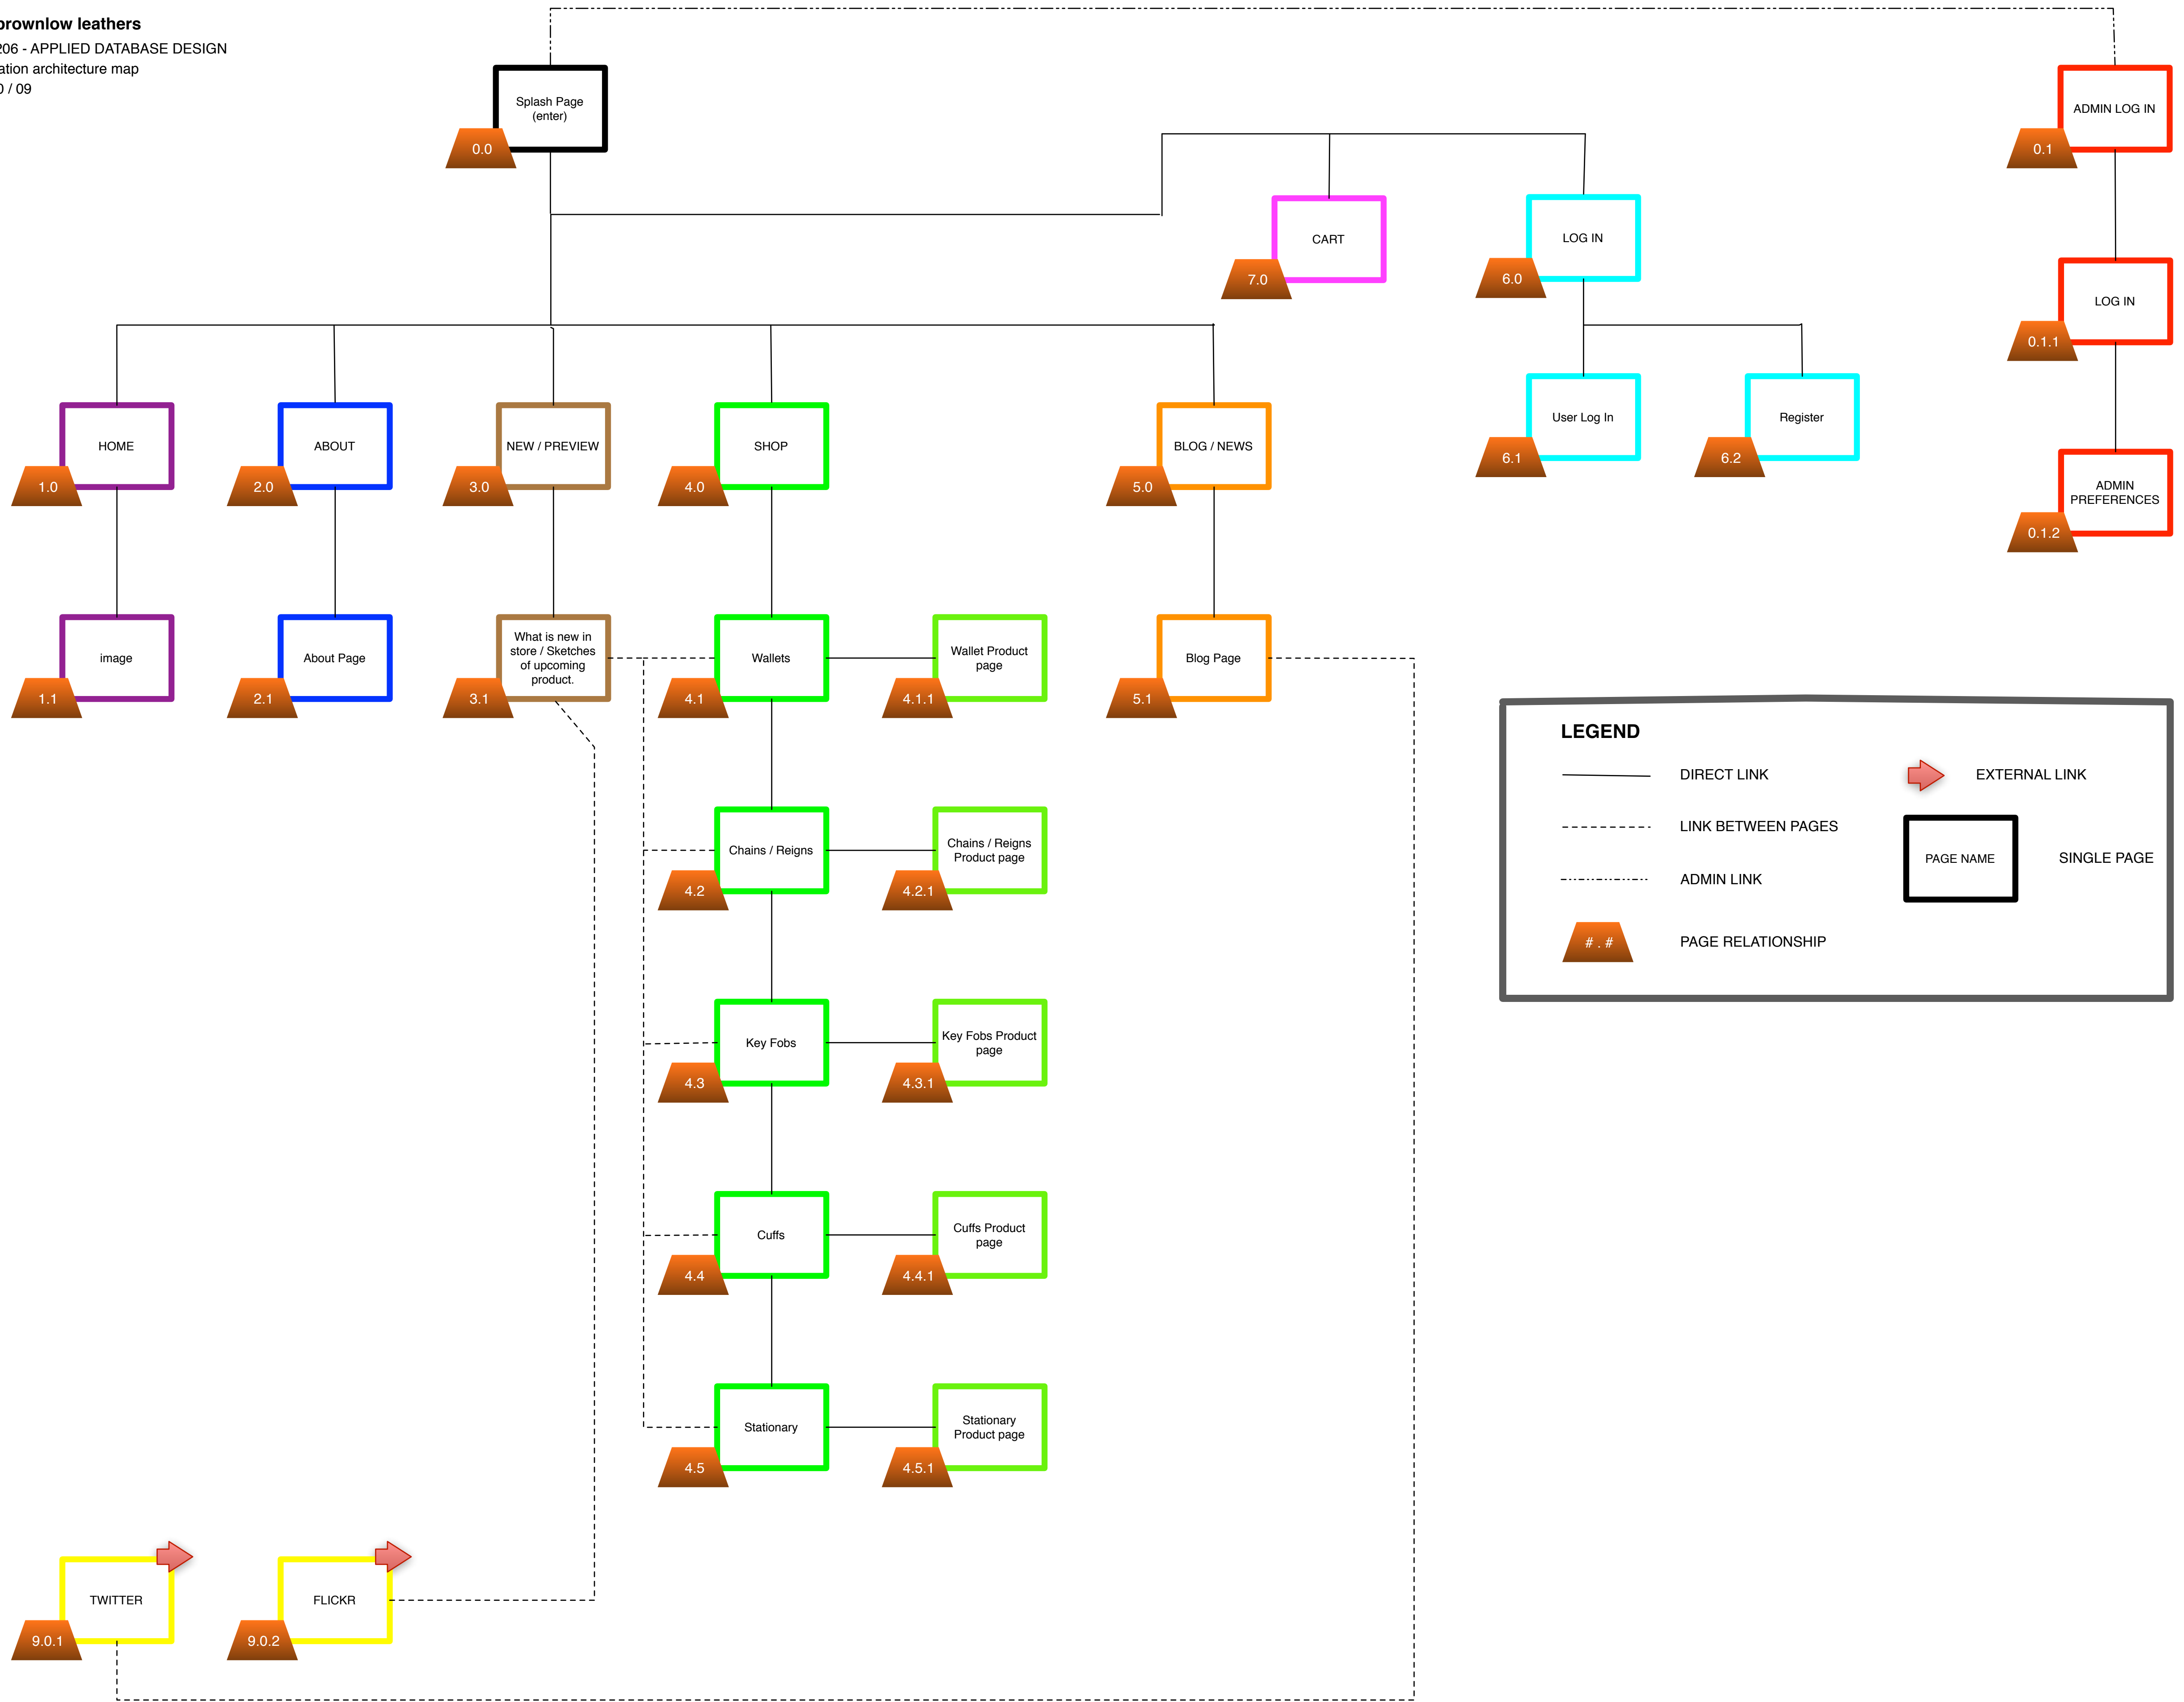 brownlow leathers
206 - APPLIED DATABASE DESIGN
ation architecture map
0 / 09
Splash Page
(enter)
0.0
ADMIN LOG IN
0.1
CART
7.0
LOG IN
6.0
LOG IN
0.1.1
User Log In
6.1
Register
6.2
ADMIN
PREFERENCES
0.1.2
HOME
1.0
ABOUT
2.0
NEW / PREVIEW
3.0
SHOP
4.0
BLOG / NEWS
5.0
image
1.1
About Page
2.1
What is new in
store / Sketches
of upcoming
product.
3.1
Wallets
4.1
Wallet Product
page
4.1.1
Blog Page
5.1
LEGEND
DIRECT LINK
EXTERNAL LINK
LINK BETWEEN PAGES
PAGE NAME
SINGLE PAGE
ADMIN LINK
# . #
PAGE RELATIONSHIP
Chains / Reigns
4.2
Chains / Reigns
Product page
4.2.1
Key Fobs
4.3
Key Fobs Product
page
4.3.1
Cuffs
4.4
Cuffs Product
page
4.4.1
Stationary
4.5
Stationary
Product page
4.5.1
TWITTER
9.0.1
FLICKR
9.0.2